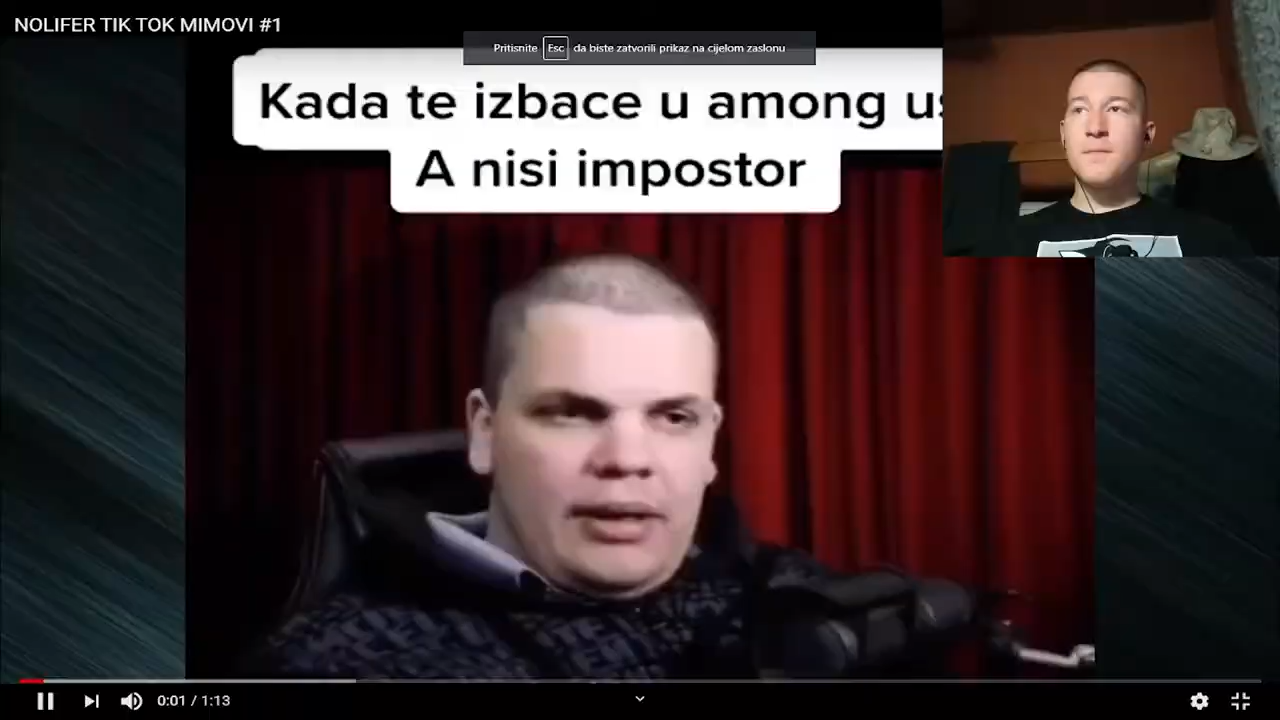 NOLIFER TIK TOK MIMOVI #1
Pritisnite Esc da biste zatvorili prikaz na cijelom zaslonu
Kada te izbace u among us
A nisi impostor
0:01 / 1:13